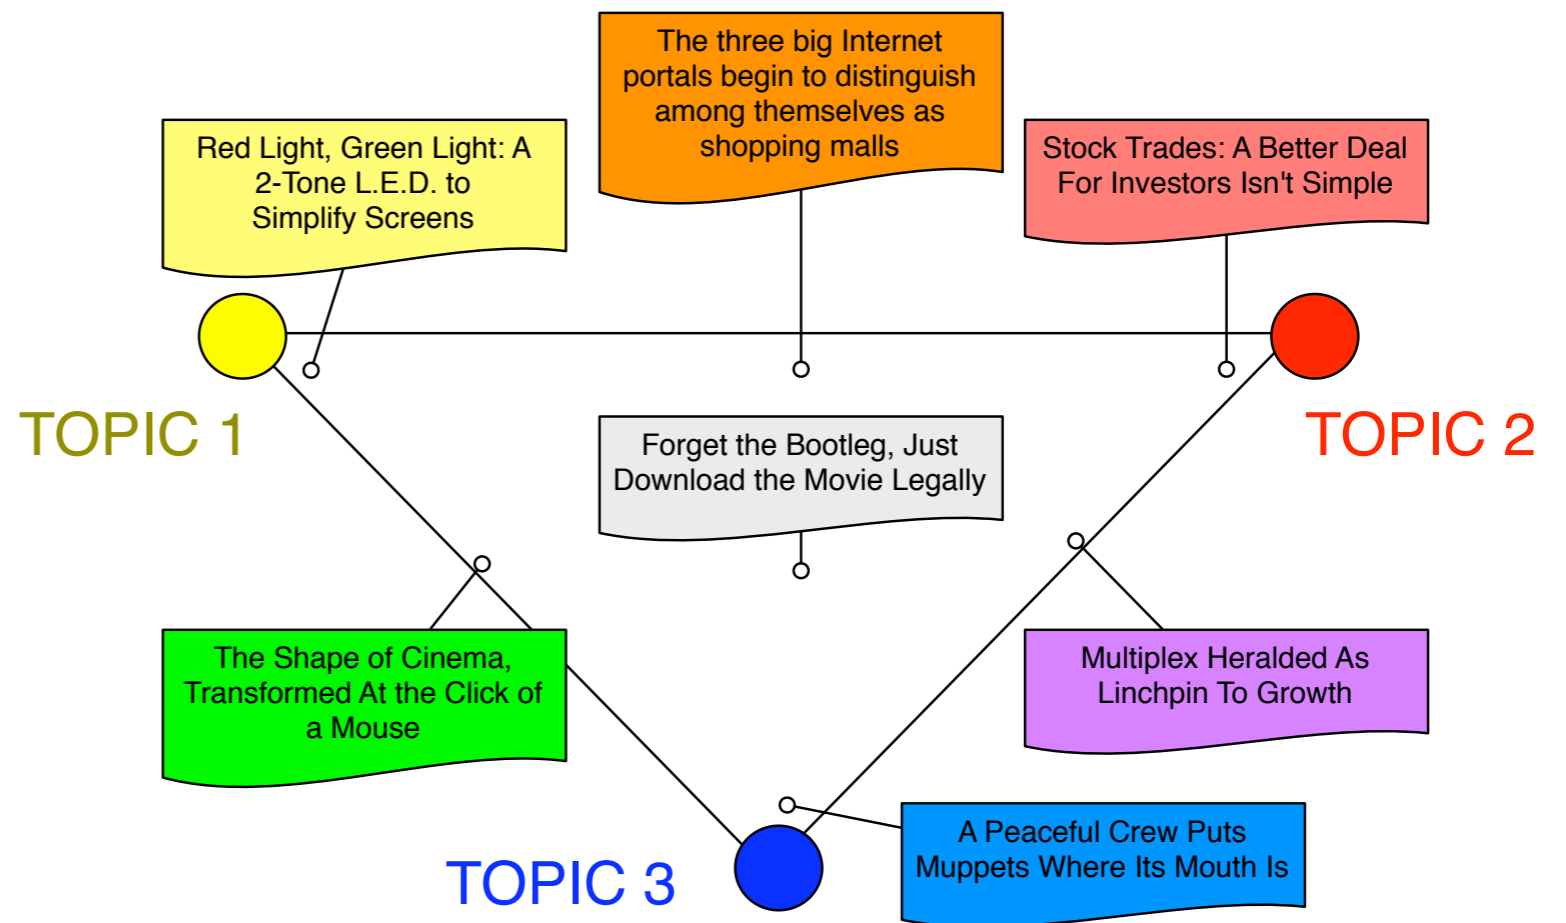 The three big Internet
portals begin to distinguish
among themselves as
shopping malls
Red Light, Green Light: A
2-Tone L.E.D. to
Simplify Screens
Stock Trades: A Better Deal
For Investors Isn't Simple
TOPIC 1
TOPIC 2
Forget the Bootleg, Just
Download the Movie Legally
The Shape of Cinema,
Transformed At the Click of
a Mouse
Multiplex Heralded As
Linchpin To Growth
TOPIC 3
A Peaceful Crew Puts
Muppets Where Its Mouth Is